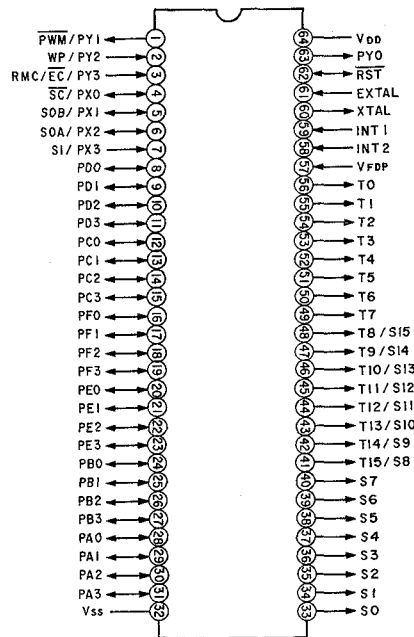 PWM/PY1 1
WP/PY2 2
RMC/EC/PY3 3
SC/PX0 4
SOB/PX1 5
SOA/PX2 6
SI/PX3 7
PD0 8
PD1 9
PD2 10
PD3 11
PC0 12
PC1 13
PC2 14
PC3 15
PF0 16
PF1 17
PF2 18
PF3 19
PE0 20
PE1 21
PE2 22
PE3 23
PB0 24
PB1 25
PB2 26
PB3 27
PA0 28
PA1 29
PA2 30
PA3 31
Vss 32
64 VDD
63 PY0
62 RST
61 EXTAL
60 XTAL
59 INT1
58 INT2
57 VFDP
56 T0
55 T1
54 T2
53 T3
52 T4
51 T5
50 T6
49 T7
48 T8/S15
47 T9/S14
46 T10/S13
45 T11/S12
44 T12/S11
43 T13/S10
42 T14/S9
41 T15/S8
40 S7
39 S6
38 S5
37 S4
36 S3
35 S2
34 S1
33 S0